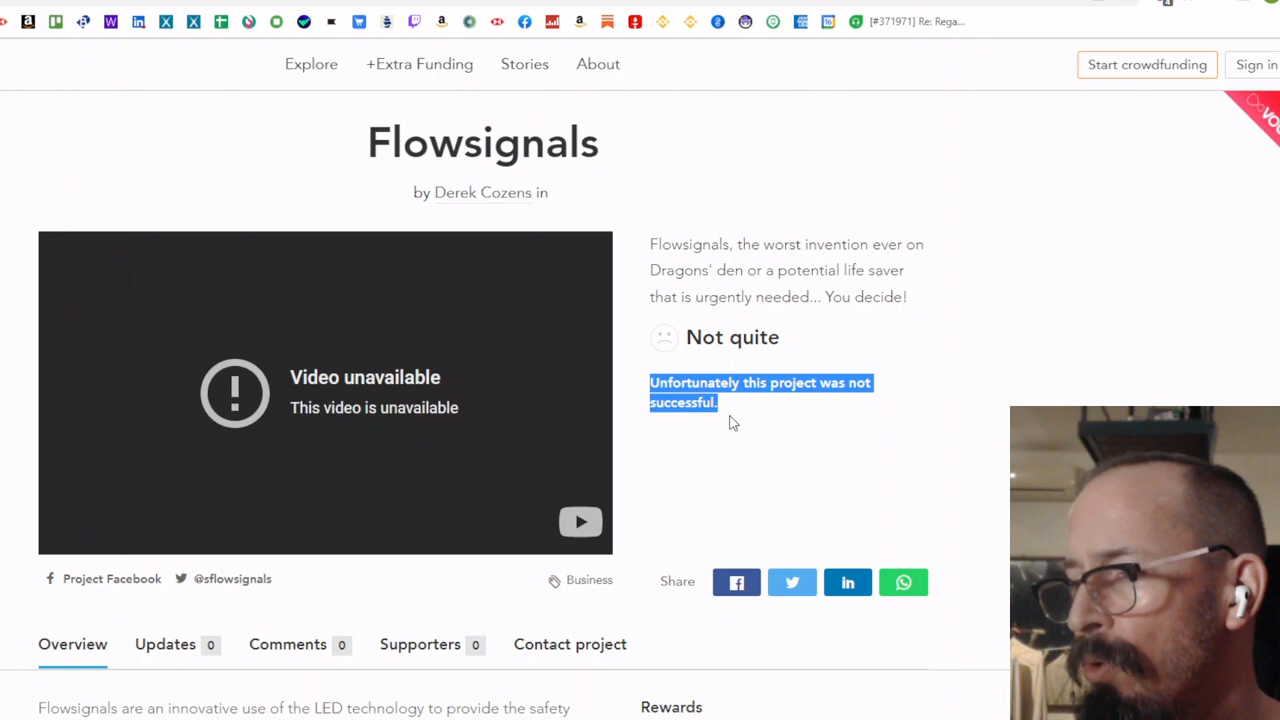 [#371971] Re: Rega...
Explore +Extra Funding Stories About Start crowdfunding Sign in
Flowsignals
by Derek Cozens in
Flowsignals, the worst invention ever on
Dragons' den or a potential life saver
that is urgently needed... You decide!
Not quite
Unfortunately this project was not
successful.
Video unavailable
This video is unavailable
Project Facebook @sflowsignals Business
Share
Overview Updates 0 Comments 0 Supporters 0 Contact project
Flowsignals are an innovative use of the LED technology to provide the safety
Rewards